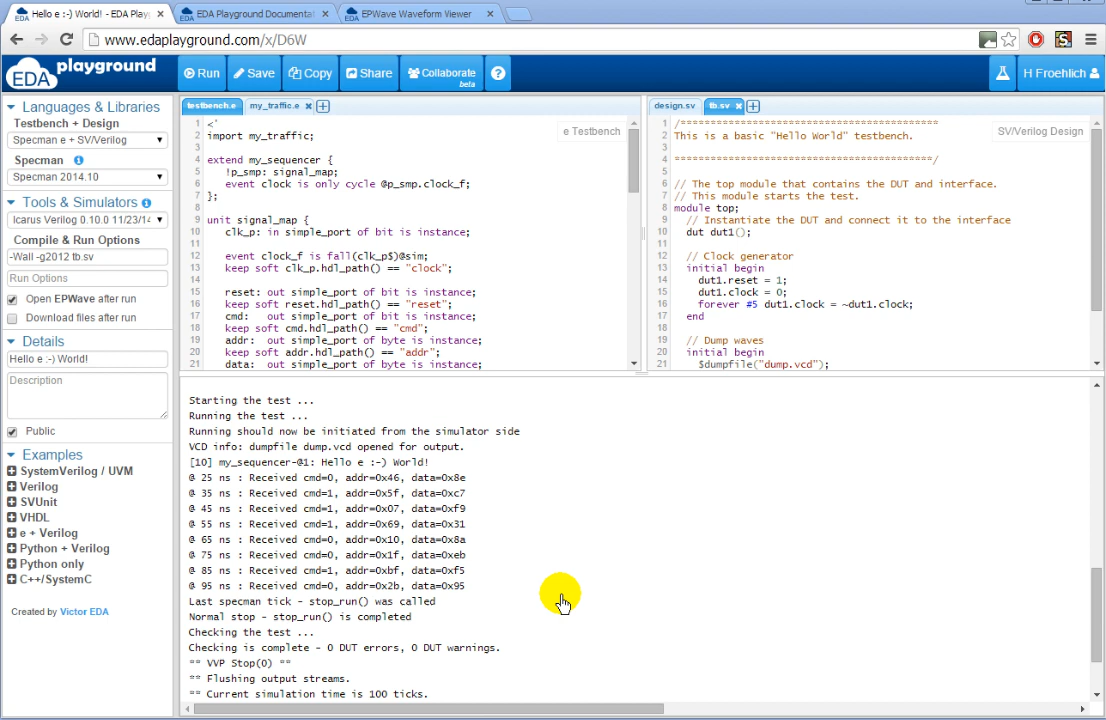 Hello e :-) World! - EDA Play
EDA Playground Documenta
EPWave Waveform Viewer
www.edaplayground.com/x/D6W
EDA playground
Run
Save
Copy
Share
Collaborate
beta
?
H Froehlich
Languages & Libraries
Testbench + Design
Specman e + SV/Verilog
Specman
Specman 2014.10
Tools & Simulators
Icarus Verilog 0.10.0 11/23/14
Compile & Run Options
-Wall -g2012 tb.sv
Run Options
Open EPWave after run
Download files after run
Details
Hello e :-) World!
Description
Public
Examples
SystemVerilog / UVM
Verilog
SVUnit
VHDL
e + Verilog
Python + Verilog
Python only
C++/SystemC
Created by Victor EDA
testbench.e
my_traffic.e
e Testbench
1 <'
2 import my_traffic;
3
4 extend my_sequencer {
5 !p_smp: signal_map;
6 event clock is only cycle @p_smp.clock_f;
7 };
8
9 unit signal_map {
10 clk_p: in simple_port of bit is instance;
11
12 event clock_f is fall(clk_p$)@sim;
13 keep soft clk_p.hdl_path() == "clock";
14
15 reset: out simple_port of bit is instance;
16 keep soft reset.hdl_path() == "reset";
17 cmd: out simple_port of bit is instance;
18 keep soft cmd.hdl_path() == "cmd";
19 addr: out simple_port of byte is instance;
20 keep soft addr.hdl_path() == "addr";
21 data: out simple_port of byte is instance;
design.sv
tb.sv
SV/Verilog Design
1 /===========================================
2 This is a basic "Hello World" testbench.
3
4 ===========================================/
5
6 // The top module that contains the DUT and interface.
7 // This module starts the test.
8 module top;
9 // Instantiate the DUT and connect it to the interface
10 dut dut1();
11
12 // Clock generator
13 initial begin
14 dut1.reset = 1;
15 dut1.clock = 0;
16 forever #5 dut1.clock = ~dut1.clock;
17 end
18
19 // Dump waves
20 initial begin
21 $dumpfile("dump.vcd");
Starting the test ...
Running the test ...
Running should now be initiated from the simulator side
VCD info: dumpfile dump.vcd opened for output.
[10] my_sequencer-@1: Hello e :-) World!
@ 25 ns : Received cmd=0, addr=0x46, data=0x8e
@ 35 ns : Received cmd=1, addr=0x5f, data=0xc7
@ 45 ns : Received cmd=1, addr=0x07, data=0xf9
@ 55 ns : Received cmd=1, addr=0x69, data=0x31
@ 65 ns : Received cmd=0, addr=0x10, data=0x8a
@ 75 ns : Received cmd=0, addr=0x1f, data=0xeb
@ 85 ns : Received cmd=1, addr=0xbf, data=0xf5
@ 95 ns : Received cmd=0, addr=0x2b, data=0x95
Last specman tick - stop_run() was called
Normal stop - stop_run() is completed
Checking the test ...
Checking is complete - 0 DUT errors, 0 DUT warnings.
** VVP Stop(0) **
** Flushing output streams.
** Current simulation time is 100 ticks.